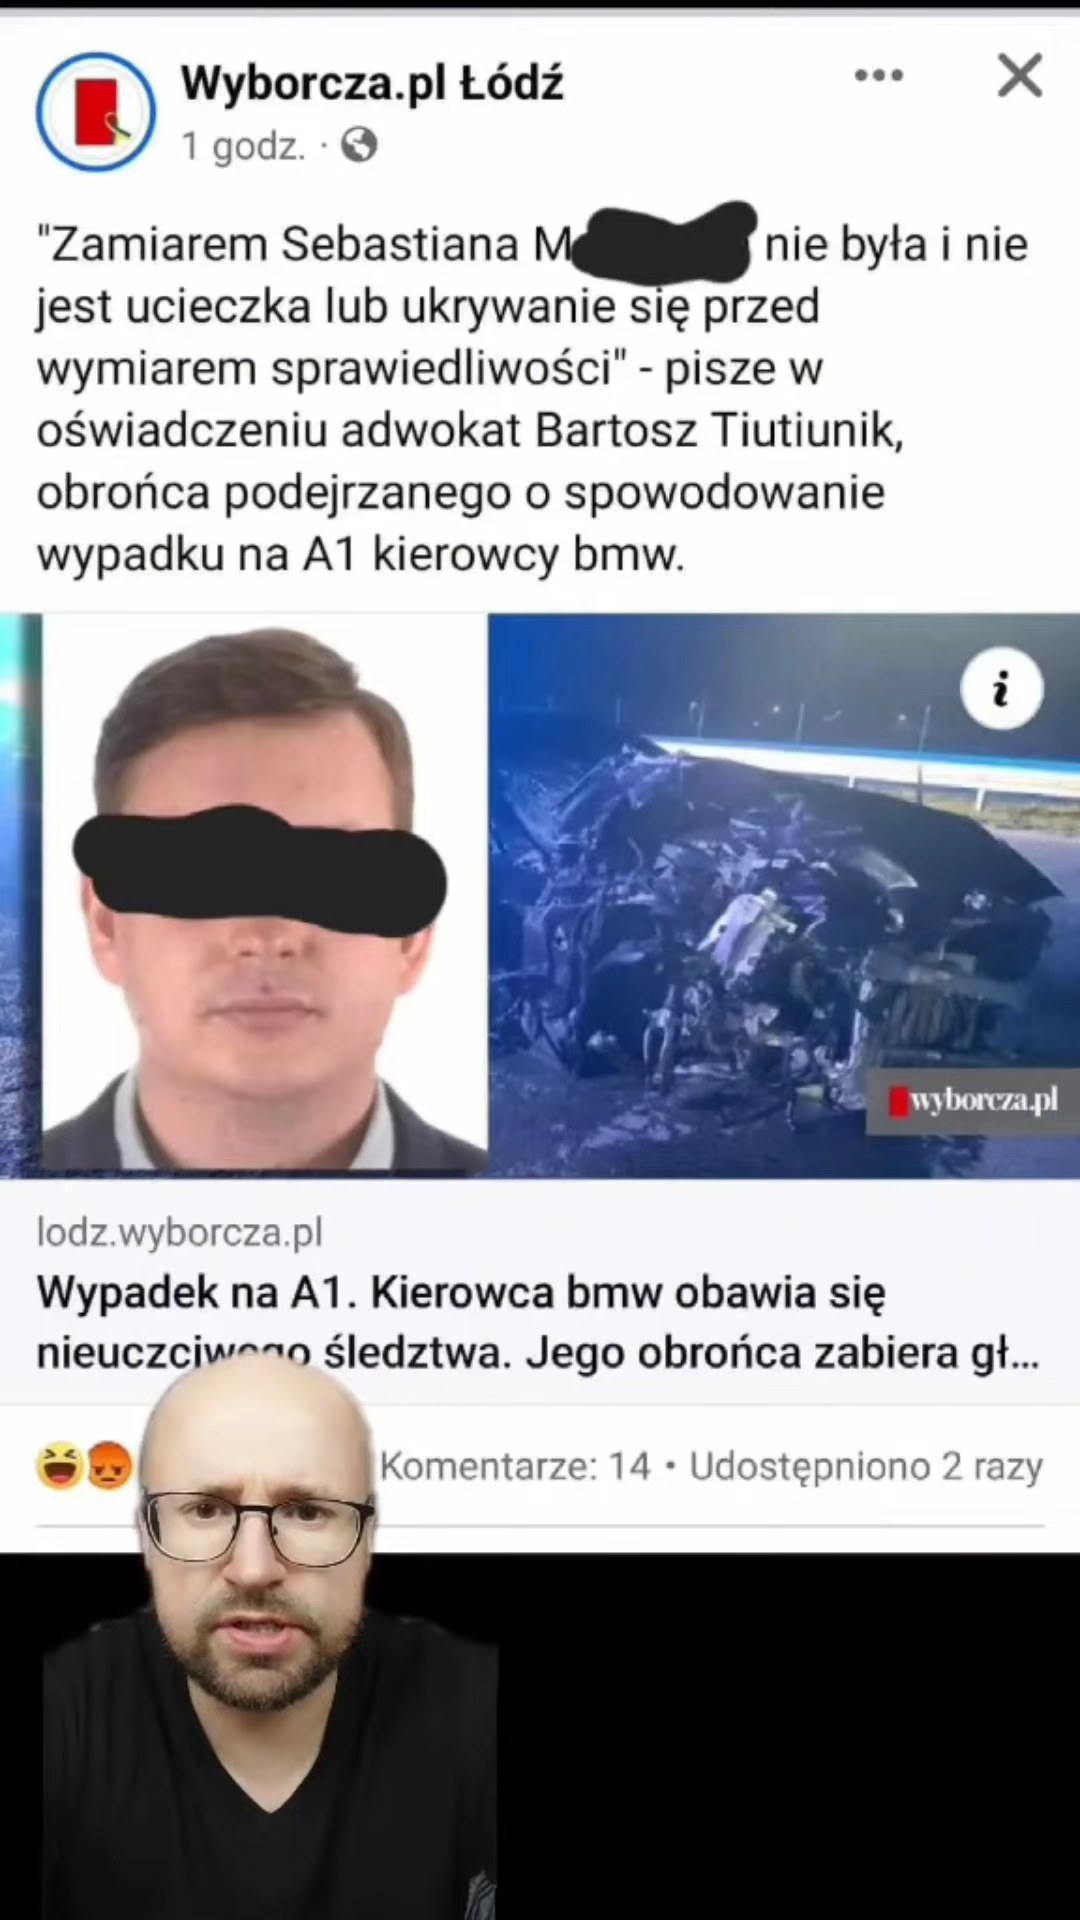 Wyborcza.pl Łódź
1 godz.
"Zamiarem Sebastiana M nie była i nie
jest ucieczka lub ukrywanie się przed
wymiarem sprawiedliwości" - pisze w
oświadczeniu adwokat Bartosz Tiutiunik,
obrońca podejrzanego o spowodowanie
wypadku na A1 kierowcy bmw.
i
wyborcza.pl
lodz.wyborcza.pl
Wypadek na A1. Kierowca bmw obawia się
nieuczciwego śledztwa. Jego obrońca zabiera gł...
Komentarze: 14 • Udostępniono 2 razy